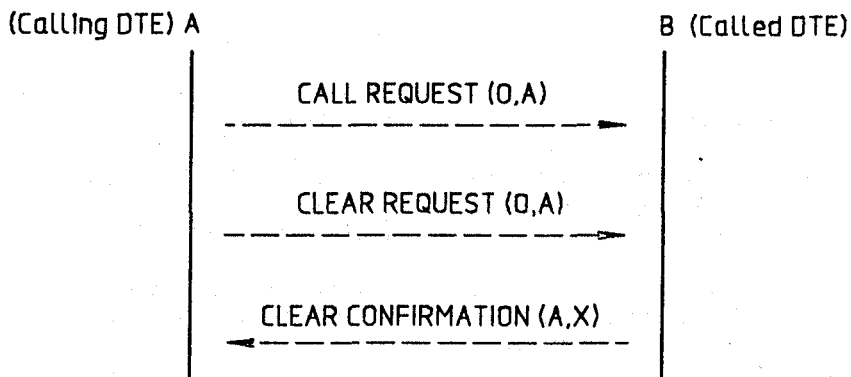 (Calling DTE) A
B (Called DTE)
CALL REQUEST (0,A)
CLEAR REQUEST (0,A)
CLEAR CONFIRMATION (A,X)